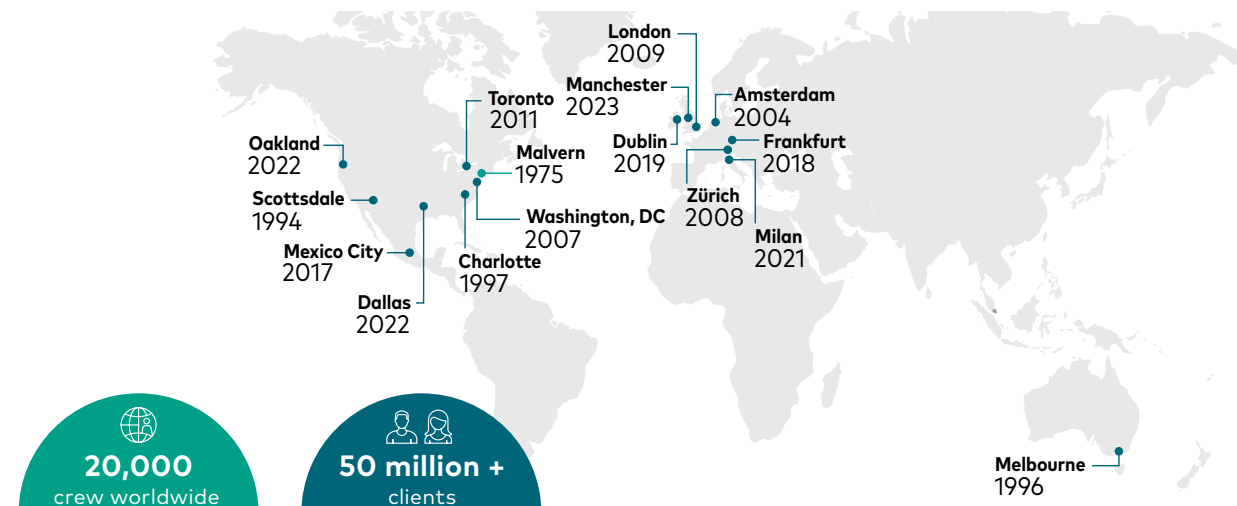 London
2009
Manchester
2023
Amsterdam
2004
Toronto
2011
Dublin
2019
Frankfurt
2018
Oakland
2022
Malvern
1975
Scottsdale
1994
Zürich
2008
Washington, DC
2007
Milan
2021
Mexico City
2017
Charlotte
1997
Dallas
2022
20,000
crew worldwide
50 million +
clients
Melbourne
1996